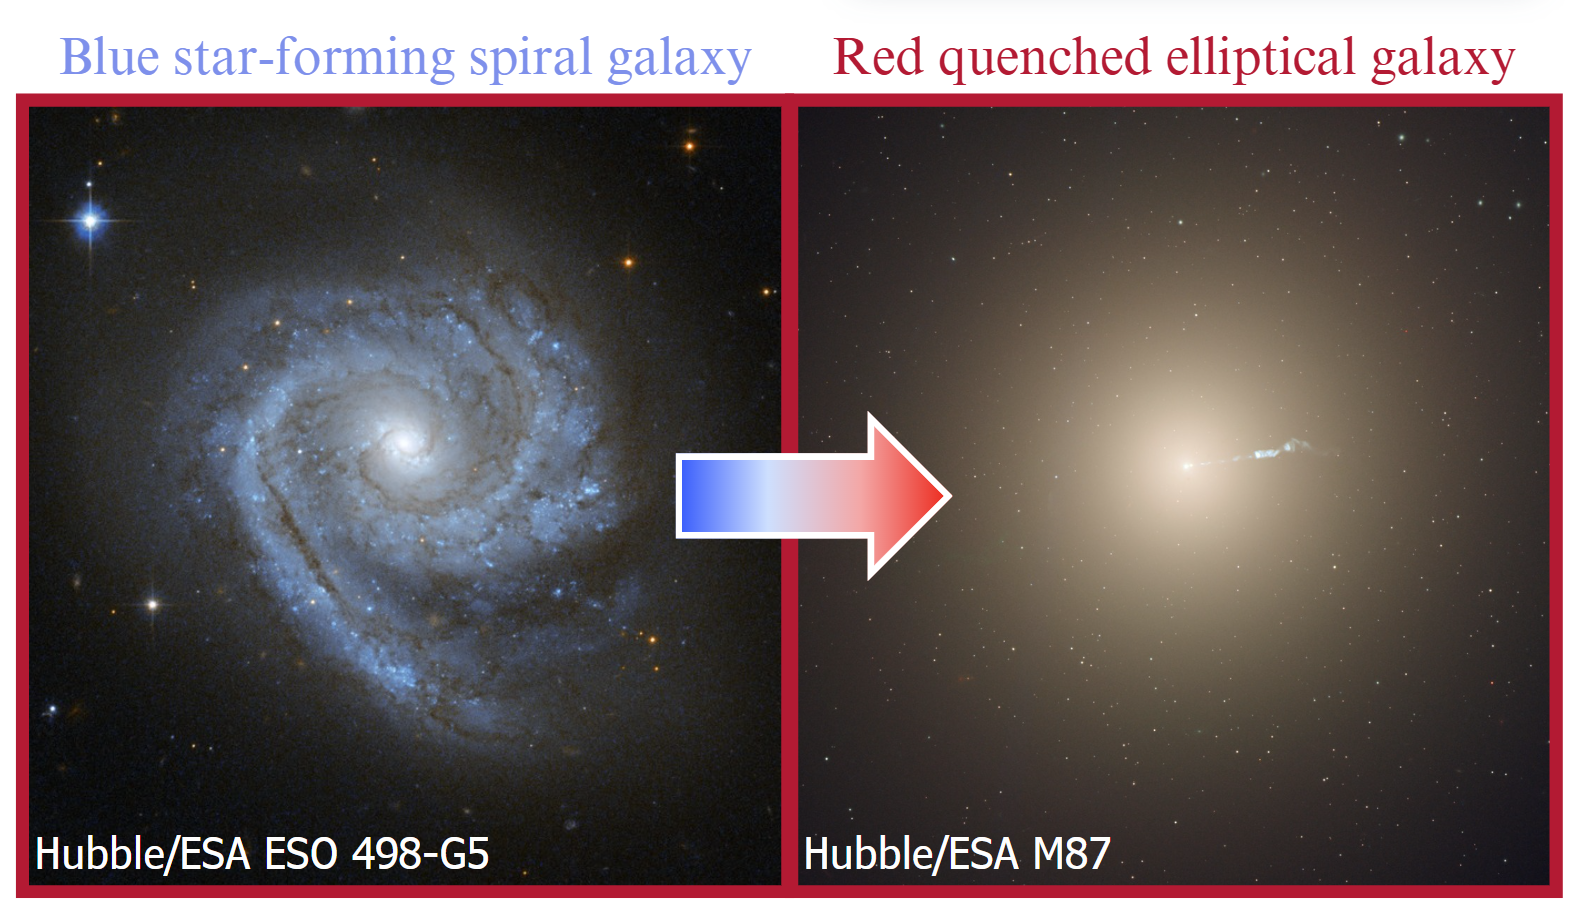 Blue star-forming spiral galaxy
Red quenched elliptical galaxy
Hubble/ESA ESO 498-G5
Hubble/ESA M87